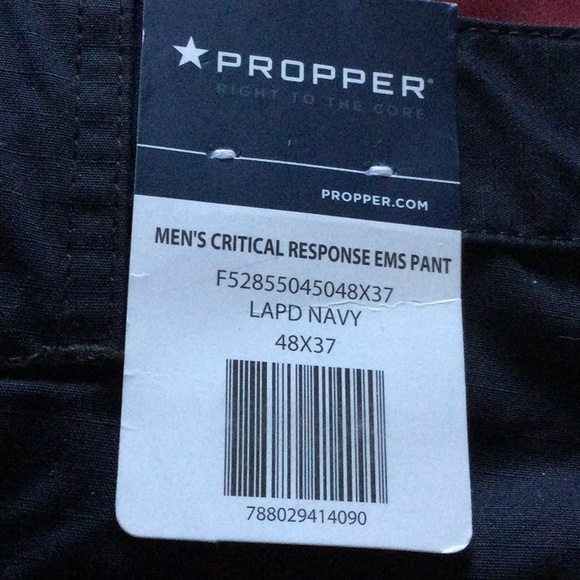 ★PROPPER®
RIGHT TO THE CORE
PROPPER.COM
MEN'S CRITICAL RESPONSE EMS PANT
F52855045048X37
LAPD NAVY
48X37
788029414090